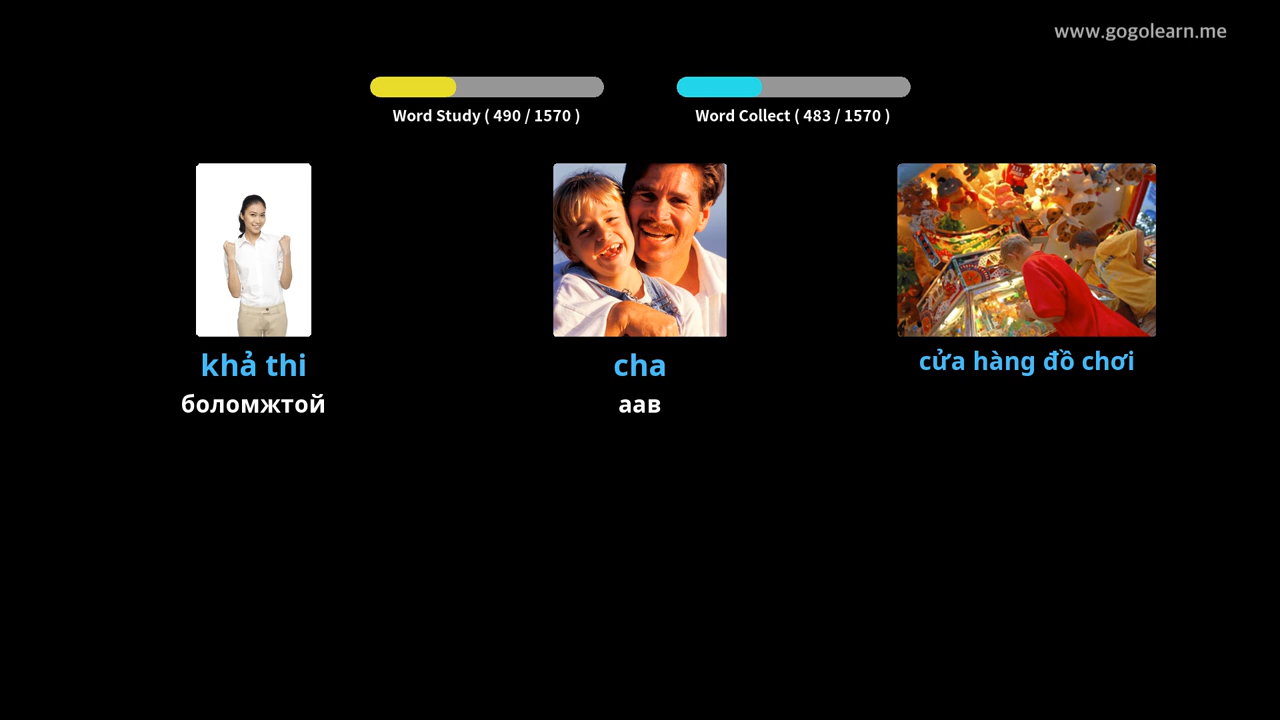 www.gogolearn.me
Word Study ( 490 / 1570 )
Word Collect ( 483 / 1570 )
khả thi
боломжтой
cha
аав
cửa hàng đồ chơi